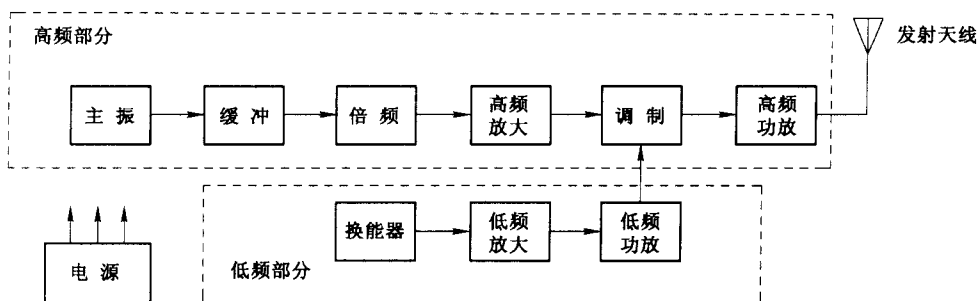 高频部分
发射天线
主振
缓冲
倍频
高频
放大
调制
高频
功放
换能器
低频
放大
低频
功放
电源
低频部分